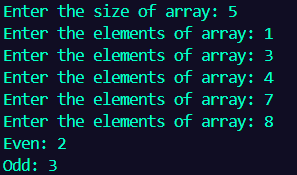 Enter the size of array: 5
Enter the elements of array: 1
Enter the elements of array: 3
Enter the elements of array: 4
Enter the elements of array: 7
Enter the elements of array: 8
Even: 2
Odd: 3